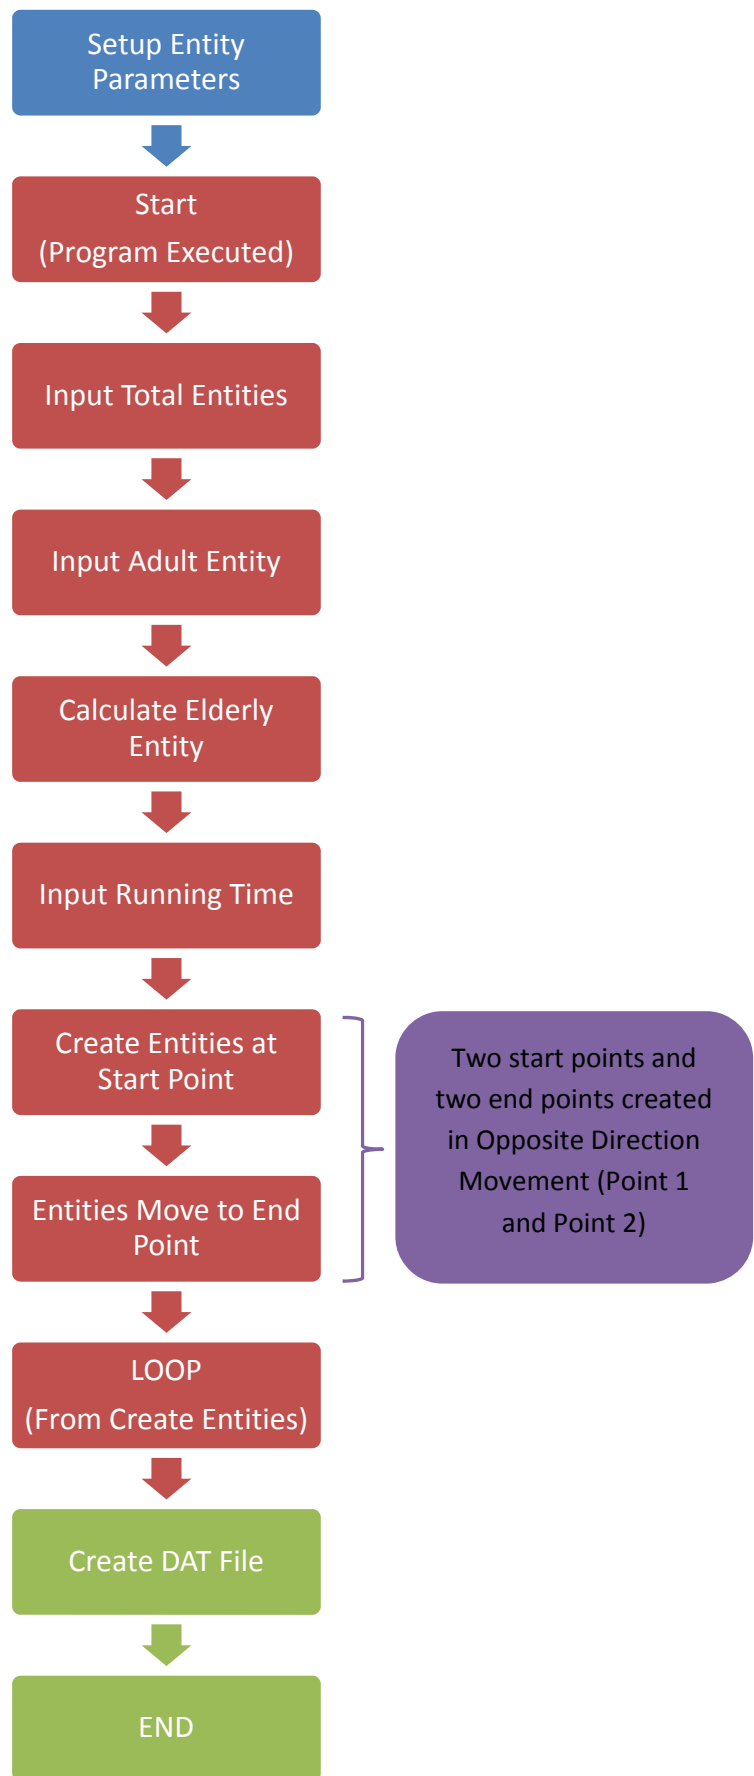 Setup Entity
Parameters
Start
(Program Executed)
Input Total Entities
Input Adult Entity
Calculate Elderly
Entity
Input Running Time
Create Entities at
Start Point
Entities Move to End
Point
Two start points and
two end points created
in Opposite Direction
Movement (Point 1
and Point 2)
LOOP
(From Create Entities)
Create DAT File
END